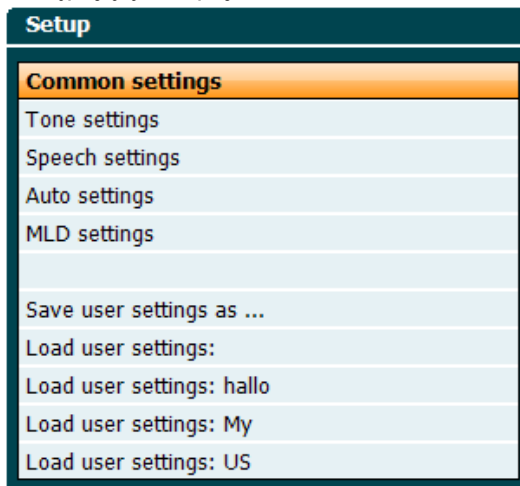 Setup
Common settings
Tone settings
Speech settings
Auto settings
MLD settings
Save user settings as ...
Load user settings:
Load user settings: hallo
Load user settings: My
Load user settings: US